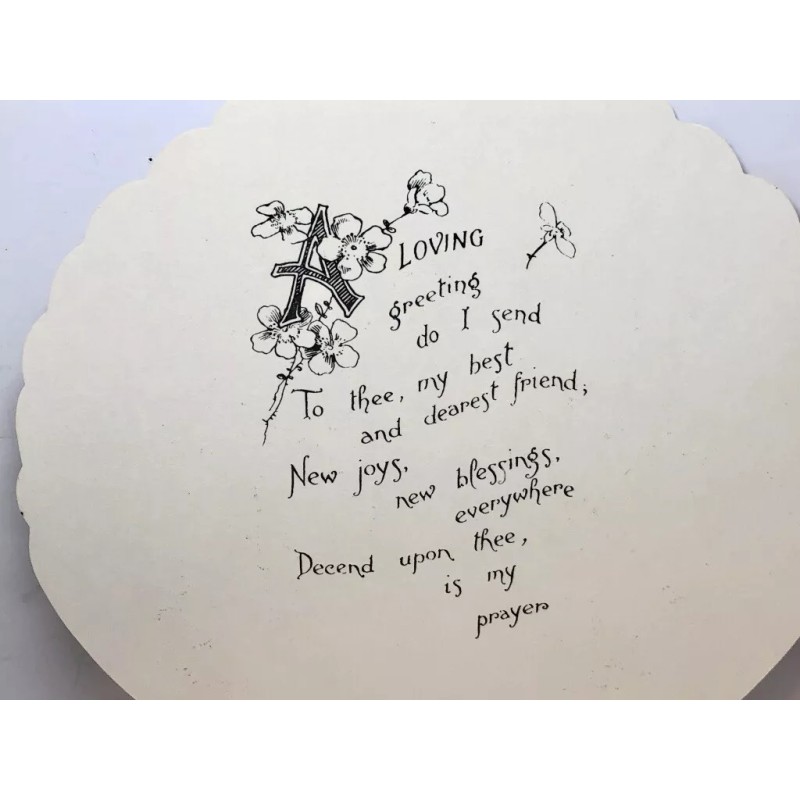 A LOVING
greeting
do I send
To thee, my best
and dearest friend;
New joys,
new blessings,
everywhere
Decend upon thee,
is my
prayer